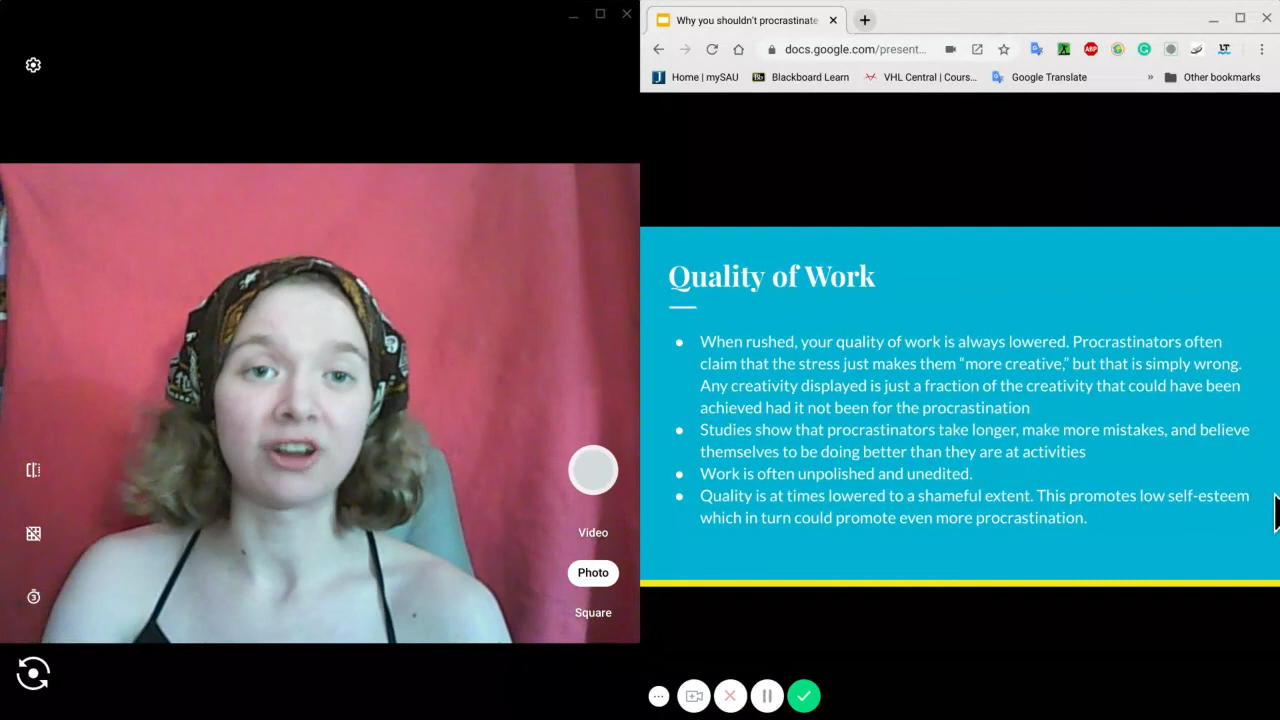 Video
Photo
Square
Why you shouldn't procrastinate
docs.google.com/present...
ABP
LT
Home | mySAU
Bb
Blackboard Learn
VHL Central | Cours...
Google Translate
»
Other bookmarks
Quality of Work
● When rushed, your quality of work is always lowered. Procrastinators often
claim that the stress just makes them “more creative,” but that is simply wrong.
Any creativity displayed is just a fraction of the creativity that could have been
achieved had it not been for the procrastination
● Studies show that procrastinators take longer, make more mistakes, and believe
themselves to be doing better than they are at activities
● Work is often unpolished and unedited.
● Quality is at times lowered to a shameful extent. This promotes low self-esteem
which in turn could promote even more procrastination.